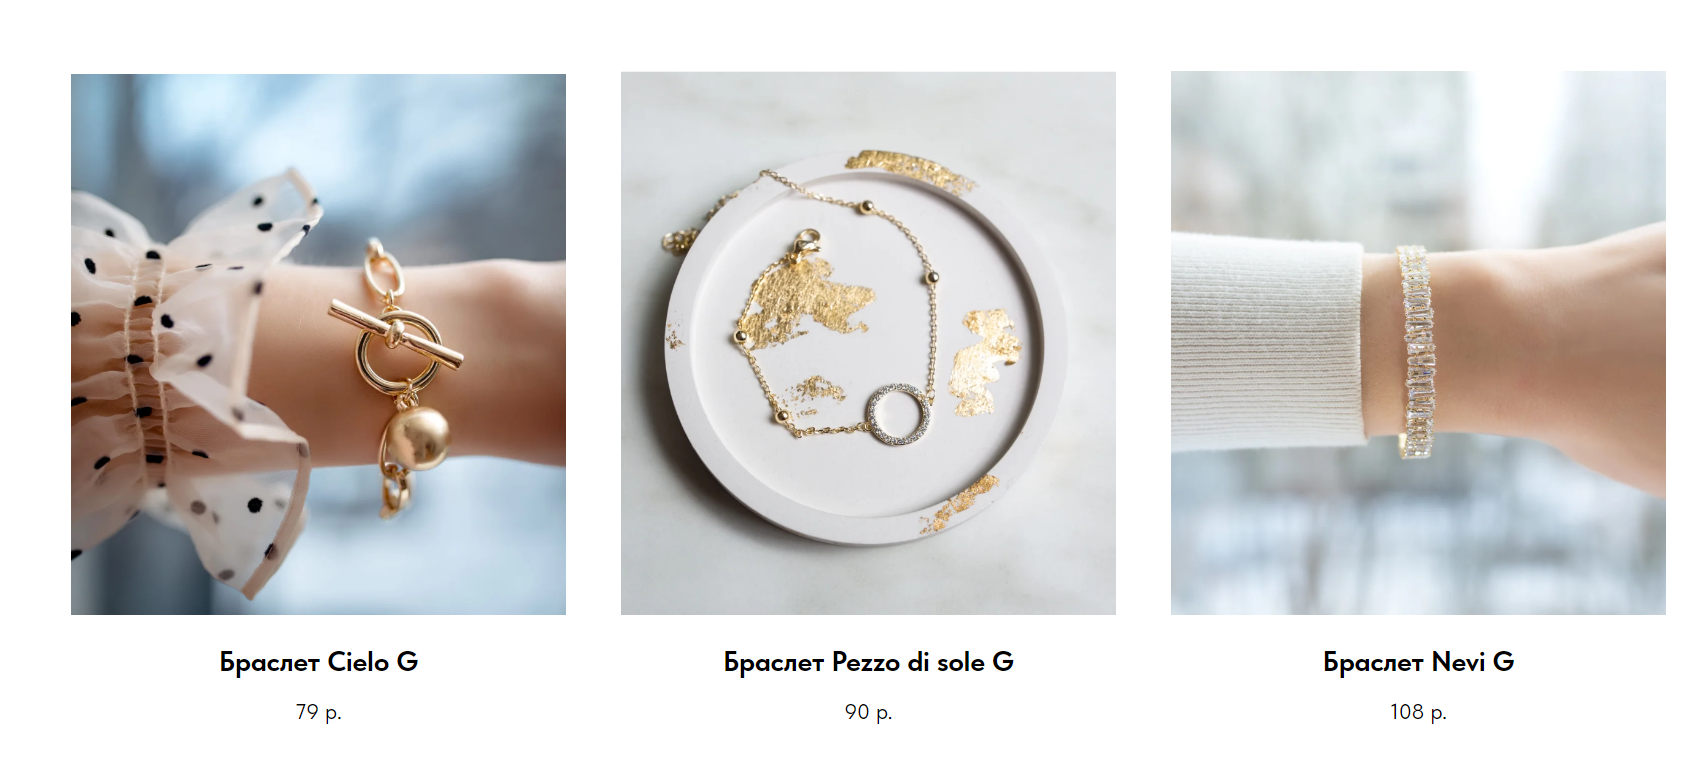 Браслет Cielo G
79 р.
Браслет Pezzo di sole G
90 р.
Браслет Nevi G
108 р.